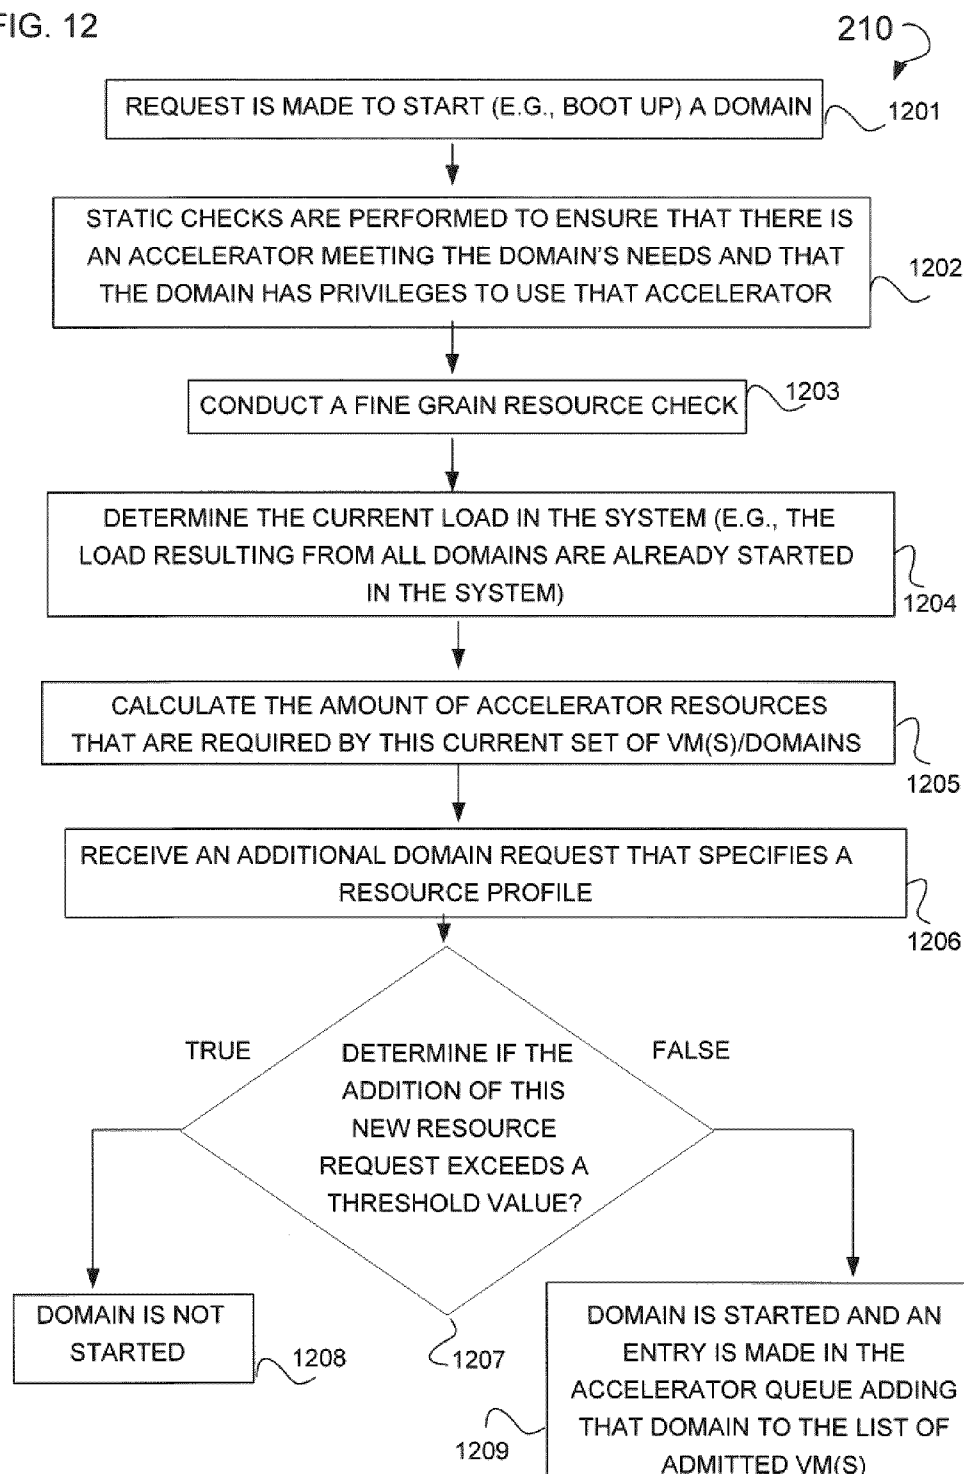 FIG. 12
210
REQUEST IS MADE TO START (E.G., BOOT UP) A DOMAIN
1201
STATIC CHECKS ARE PERFORMED TO ENSURE THAT THERE IS
AN ACCELERATOR MEETING THE DOMAIN'S NEEDS AND THAT
THE DOMAIN HAS PRIVILEGES TO USE THAT ACCELERATOR
1202
CONDUCT A FINE GRAIN RESOURCE CHECK
1203
DETERMINE THE CURRENT LOAD IN THE SYSTEM (E.G., THE
LOAD RESULTING FROM ALL DOMAINS ARE ALREADY STARTED
IN THE SYSTEM)
1204
CALCULATE THE AMOUNT OF ACCELERATOR RESOURCES
THAT ARE REQUIRED BY THIS CURRENT SET OF VM(S)/DOMAINS
1205
RECEIVE AN ADDITIONAL DOMAIN REQUEST THAT SPECIFIES A
RESOURCE PROFILE
1206
TRUE
FALSE
DETERMINE IF THE
ADDITION OF THIS
NEW RESOURCE
REQUEST EXCEEDS A
THRESHOLD VALUE?
1207
DOMAIN IS NOT
STARTED
1208
DOMAIN IS STARTED AND AN
ENTRY IS MADE IN THE
ACCELERATOR QUEUE ADDING
THAT DOMAIN TO THE LIST OF
ADMITTED VM(S)
1209